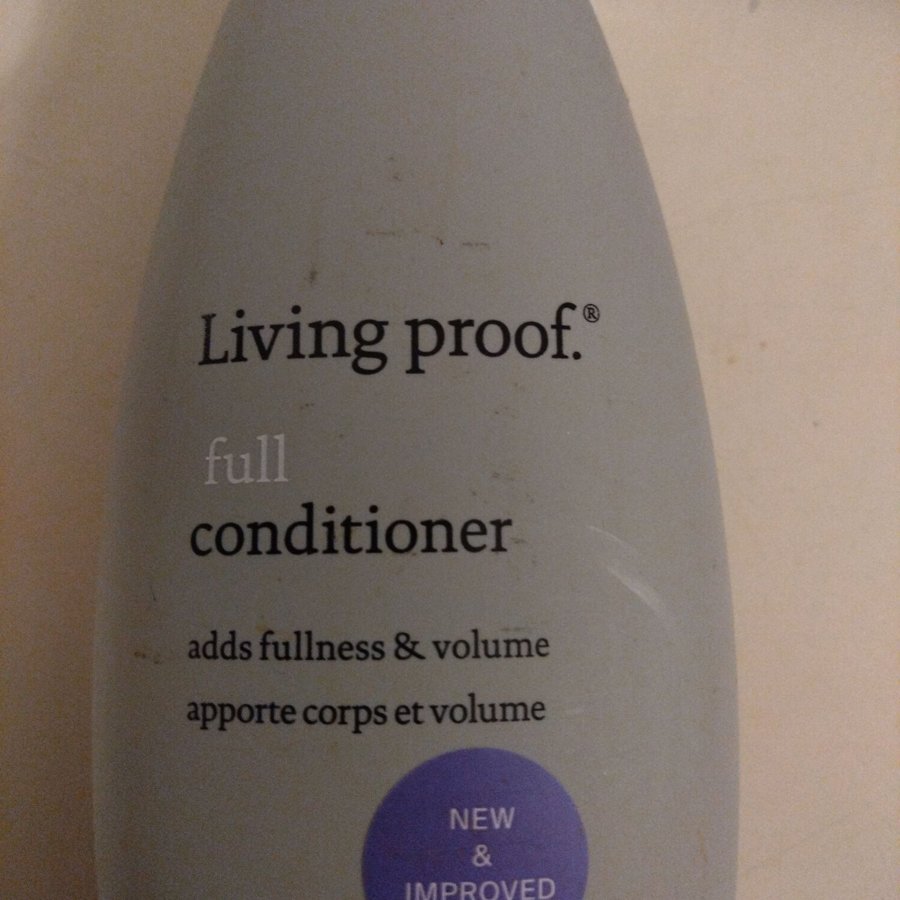 Living proof.®
full
conditioner
adds fullness & volume
apporte corps et volume
NEW
&
IMPROVED